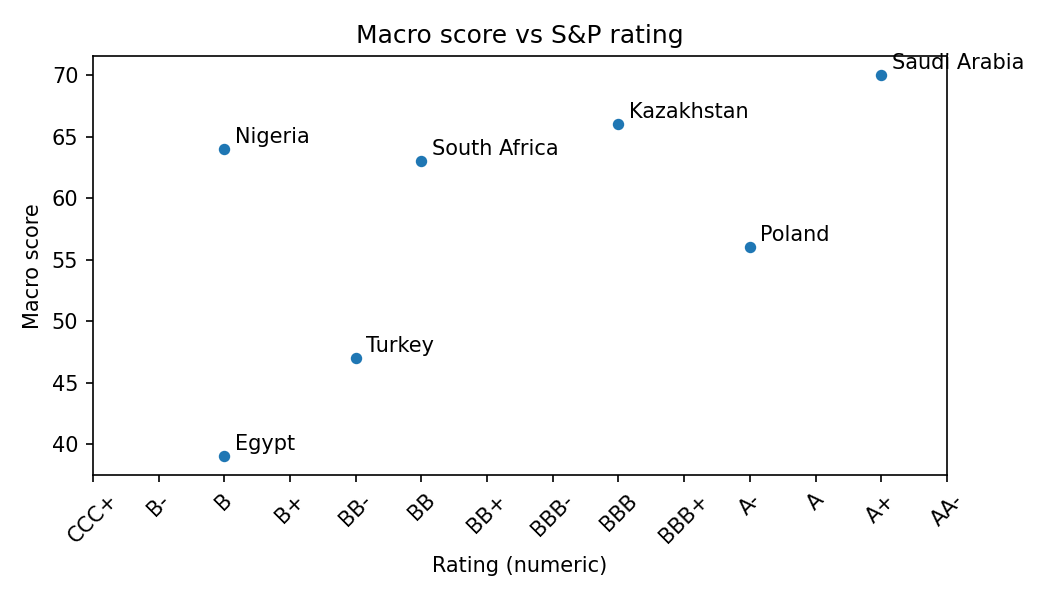 Macro score vs S&P rating
Saudi Arabia
70
Kazakhstan
Nigeria
65
South Africa
60
Poland
55
50
Turkey
45
Egypt
40
Macro score
CCC+
B-
B
B+
BB-
BB
BB+
BBB-
BBB
BBB+
A-
A
A+
AA-
Rating (numeric)